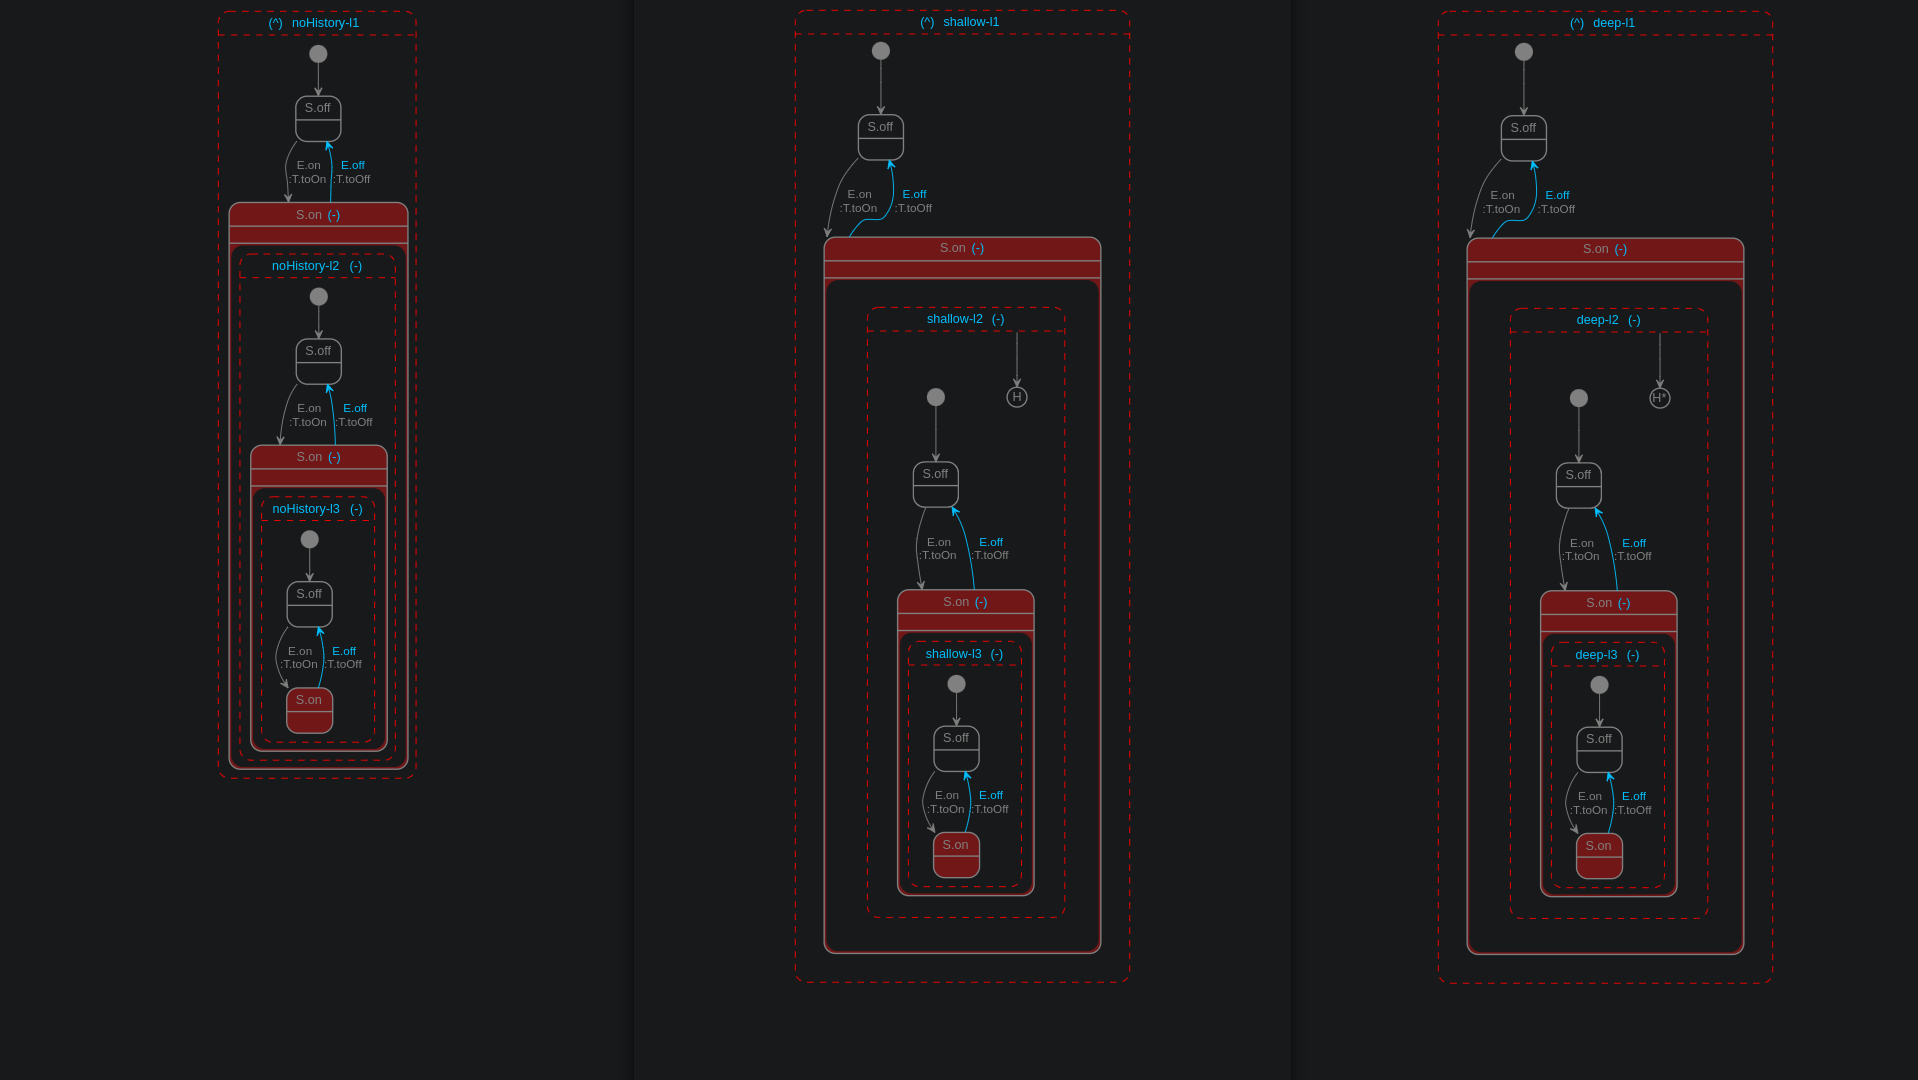 (^) noHistory-l1
S.off
E.on
:T.toOn
E.off
:T.toOff
S.on (-)
noHistory-l2 (-)
S.off
E.on
:T.toOn
E.off
:T.toOff
S.on (-)
noHistory-l3 (-)
S.off
E.on
:T.toOn
E.off
:T.toOff
S.on
(^) shallow-l1
S.off
E.on
:T.toOn
E.off
:T.toOff
S.on (-)
shallow-l2 (-)
H
S.off
E.on
:T.toOn
E.off
:T.toOff
S.on (-)
shallow-l3 (-)
S.off
E.on
:T.toOn
E.off
:T.toOff
S.on
(^) deep-l1
S.off
E.on
:T.toOn
E.off
:T.toOff
S.on (-)
deep-l2 (-)
H*
S.off
E.on
:T.toOn
E.off
:T.toOff
S.on (-)
deep-l3 (-)
S.off
E.on
:T.toOn
E.off
:T.toOff
S.on